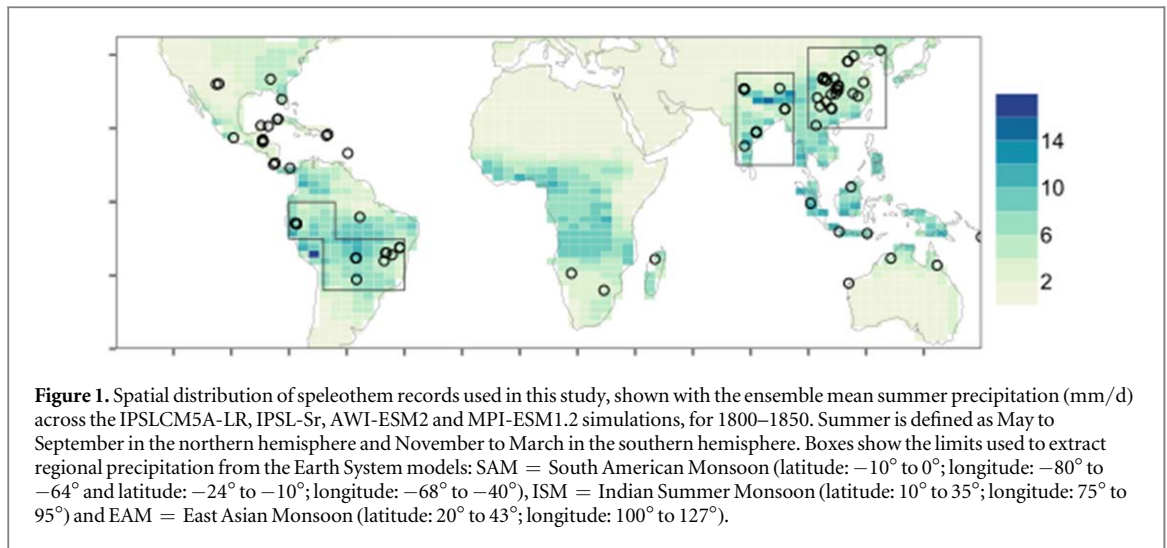 14
10
6
2
Figure 1. Spatial distribution of speleothem records used in this study, shown with the ensemble mean summer precipitation (mm/d)
across the IPSLCM5A-LR, IPSL-Sr, AWI-ESM2 and MPI-ESM1.2 simulations, for 1800–1850. Summer is defined as May to
September in the northern hemisphere and November to March in the southern hemisphere. Boxes show the limits used to extract
regional precipitation from the Earth System models: SAM = South American Monsoon (latitude: −10° to 0°; longitude: −80° to
−64° and latitude: −24° to −10°; longitude: −68° to −40°), ISM = Indian Summer Monsoon (latitude: 10° to 35°; longitude: 75° to
95°) and EAM = East Asian Monsoon (latitude: 20° to 43°; longitude: 100° to 127°).